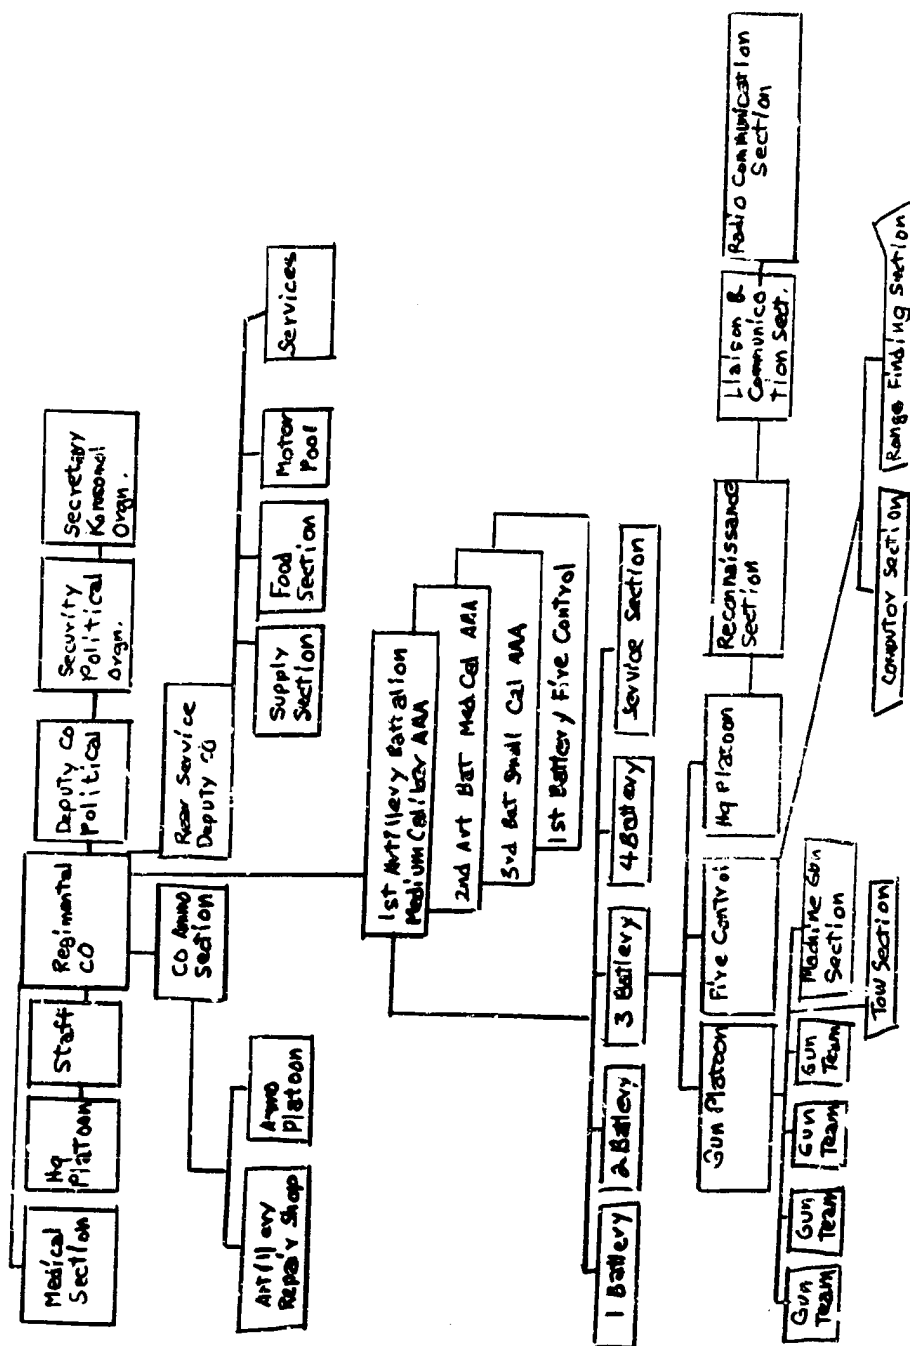 Medical
Section
Hq
Platoon
Staff
Regimental
CO
Deputy CO
Political
Security
Political
Orgn.
Secretary
Komsomol
Orgn.
CO Ammo
Section
Rear Service
Deputy CO
Artillery
Repair Shop
Ammo
Platoon
Supply
Section
Food
Section
Motor
Pool
Services
1st Artillery Battalion
Medium Caliber AAA
2nd Art Bat Med Cal AAA
3rd Bat Small Cal AAA
1st Battery Fire Control
1 Battery
2 Battery
3 Battery
4 Battery
Service Section
Gun Platoon
Fire Control
Hq Platoon
Reconnaissance
Section
Liaison &
Communica
tion Sect.
Radio Communication
Section
Gun
Team
Gun
Team
Gun
Team
Gun
Team
Machine Gun
Section
Tow Section
Computor Section
Range Finding Section